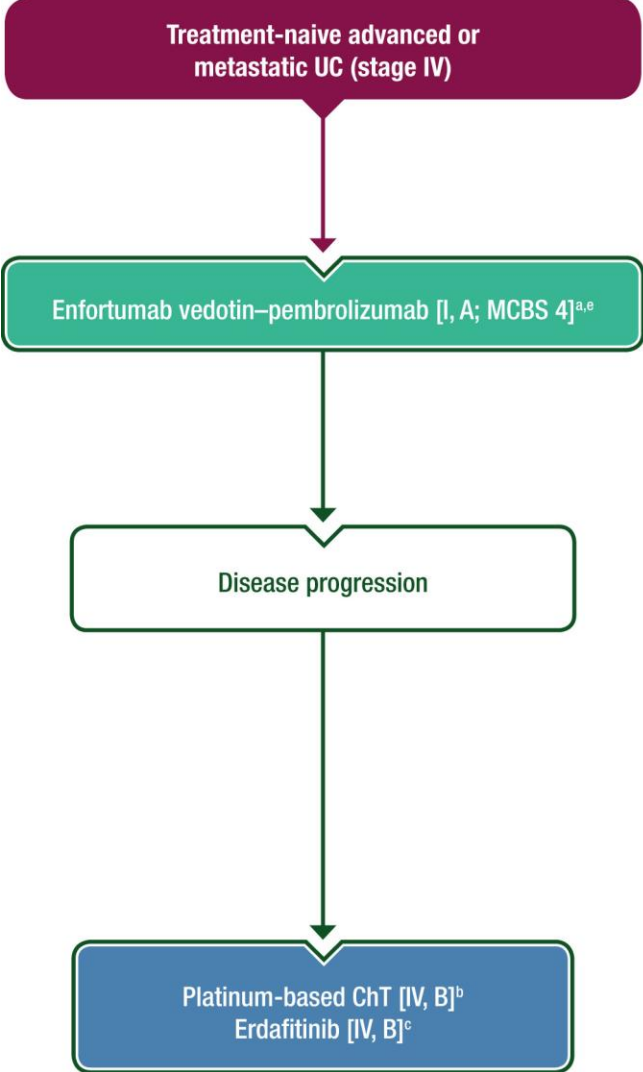 Treatment-naive advanced or
metastatic UC (stage IV)
Enfortumab vedotin–pembrolizumab [I, A; MCBS 4]a,e
Disease progression
Platinum-based ChT [IV, B]b
Erdafitinib [IV, B]c